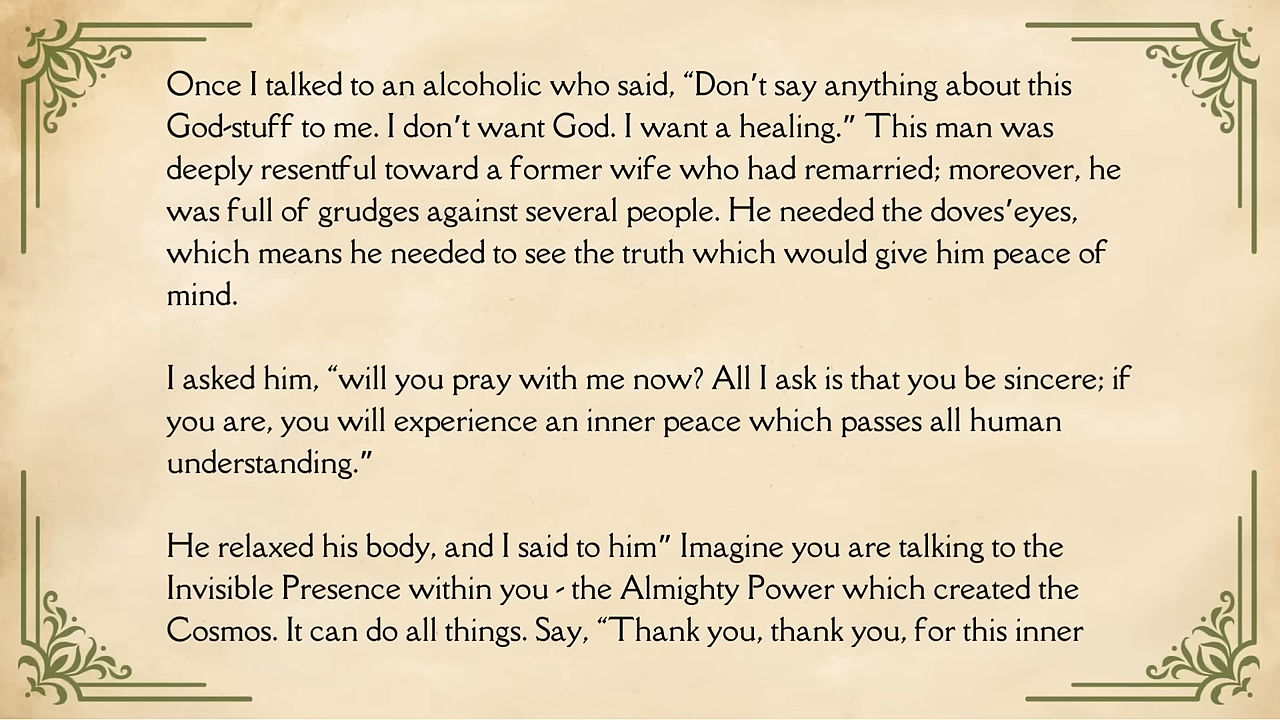 Once I talked to an alcoholic who said, “Don't say anything about this
God-stuff to me. I don't want God. I want a healing." This man was
deeply resentful toward a former wife who had remarried; moreover, he
was full of grudges against several people. He needed the doves'eyes,
which means he needed to see the truth which would give him peace of
mind.
I asked him, “will you pray with me now? All I ask is that you be sincere; if
you are, you will experience an inner peace which passes all human
understanding."
He relaxed his body, and I said to him" Imagine you are talking to the
Invisible Presence within you - the Almighty Power which created the
Cosmos. It can do all things. Say, “Thank you, thank you, for this inner